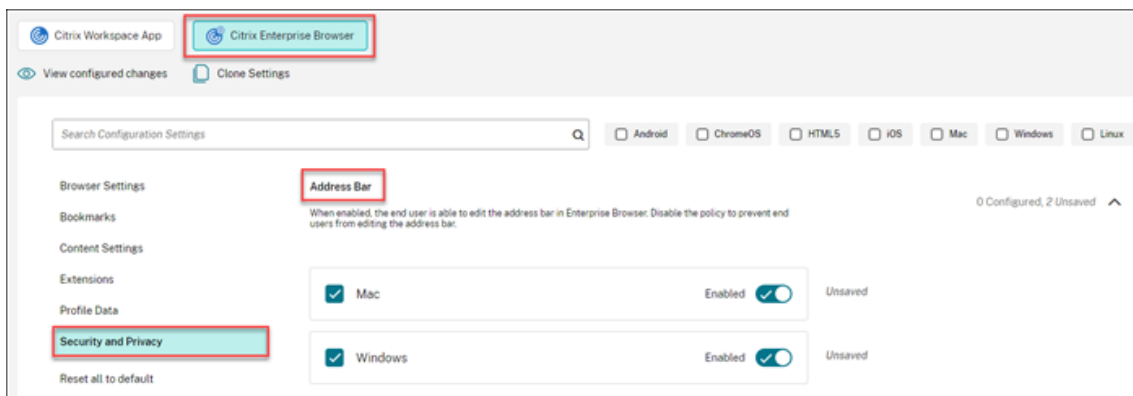 Citrix Workspace App
Citrix Enterprise Browser
View configured changes
Clone Settings
Search Configuration Settings
Android
ChromeOS
HTML5
iOS
Mac
Windows
Linux
Browser Settings
Bookmarks
Content Settings
Extensions
Profile Data
Security and Privacy
Reset all to default
Address Bar
0 Configured, 2 Unsaved
When enabled, the end user is able to edit the address bar in Enterprise Browser. Disable the policy to prevent end
users from editing the address bar.
Mac Enabled Unsaved
Windows Enabled Unsaved